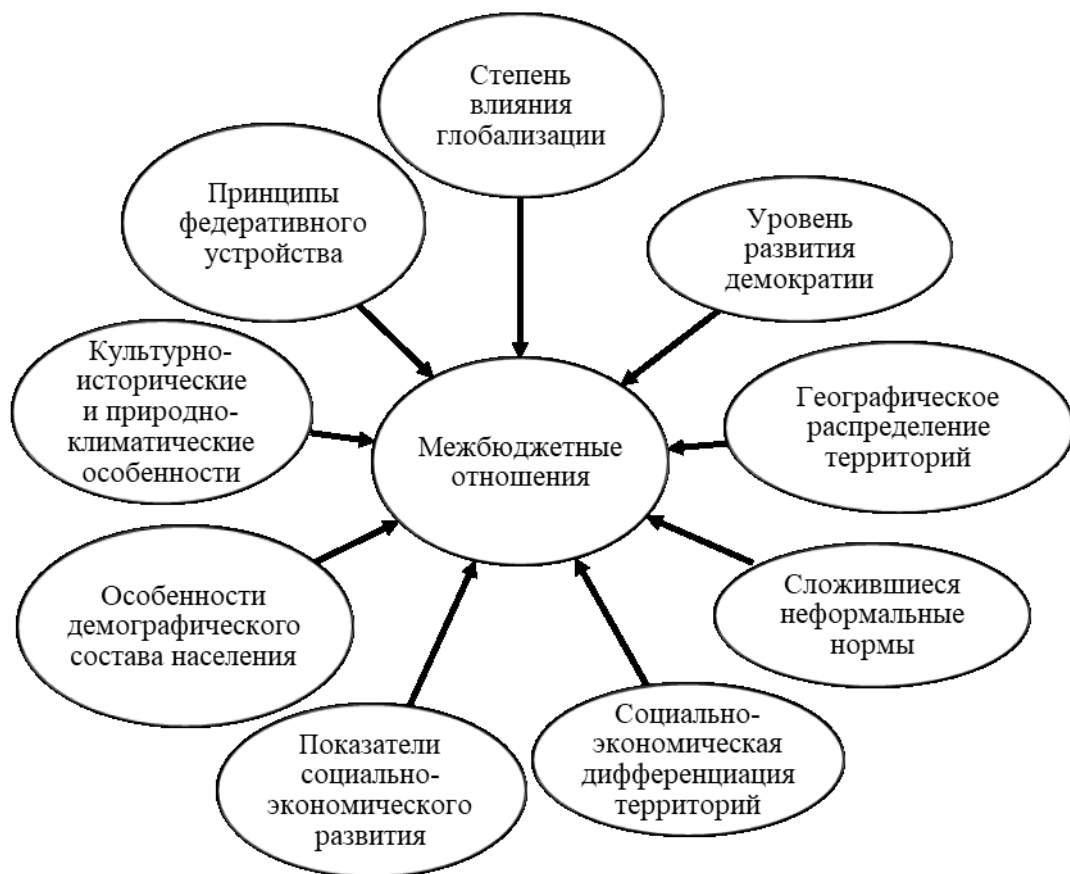 Степень
влияния
глобализации
Принципы
федеративного
устройства
Уровень
развития
демократии
Культурно-
исторические
и природно-
климатические
особенности
Межбюджетные
отношения
Географическое
распределение
территорий
Особенности
демографического
состава населения
Сложившиеся
неформальные
нормы
Показатели
социально-
экономического
развития
Социально-
экономическая
дифференциация
территорий